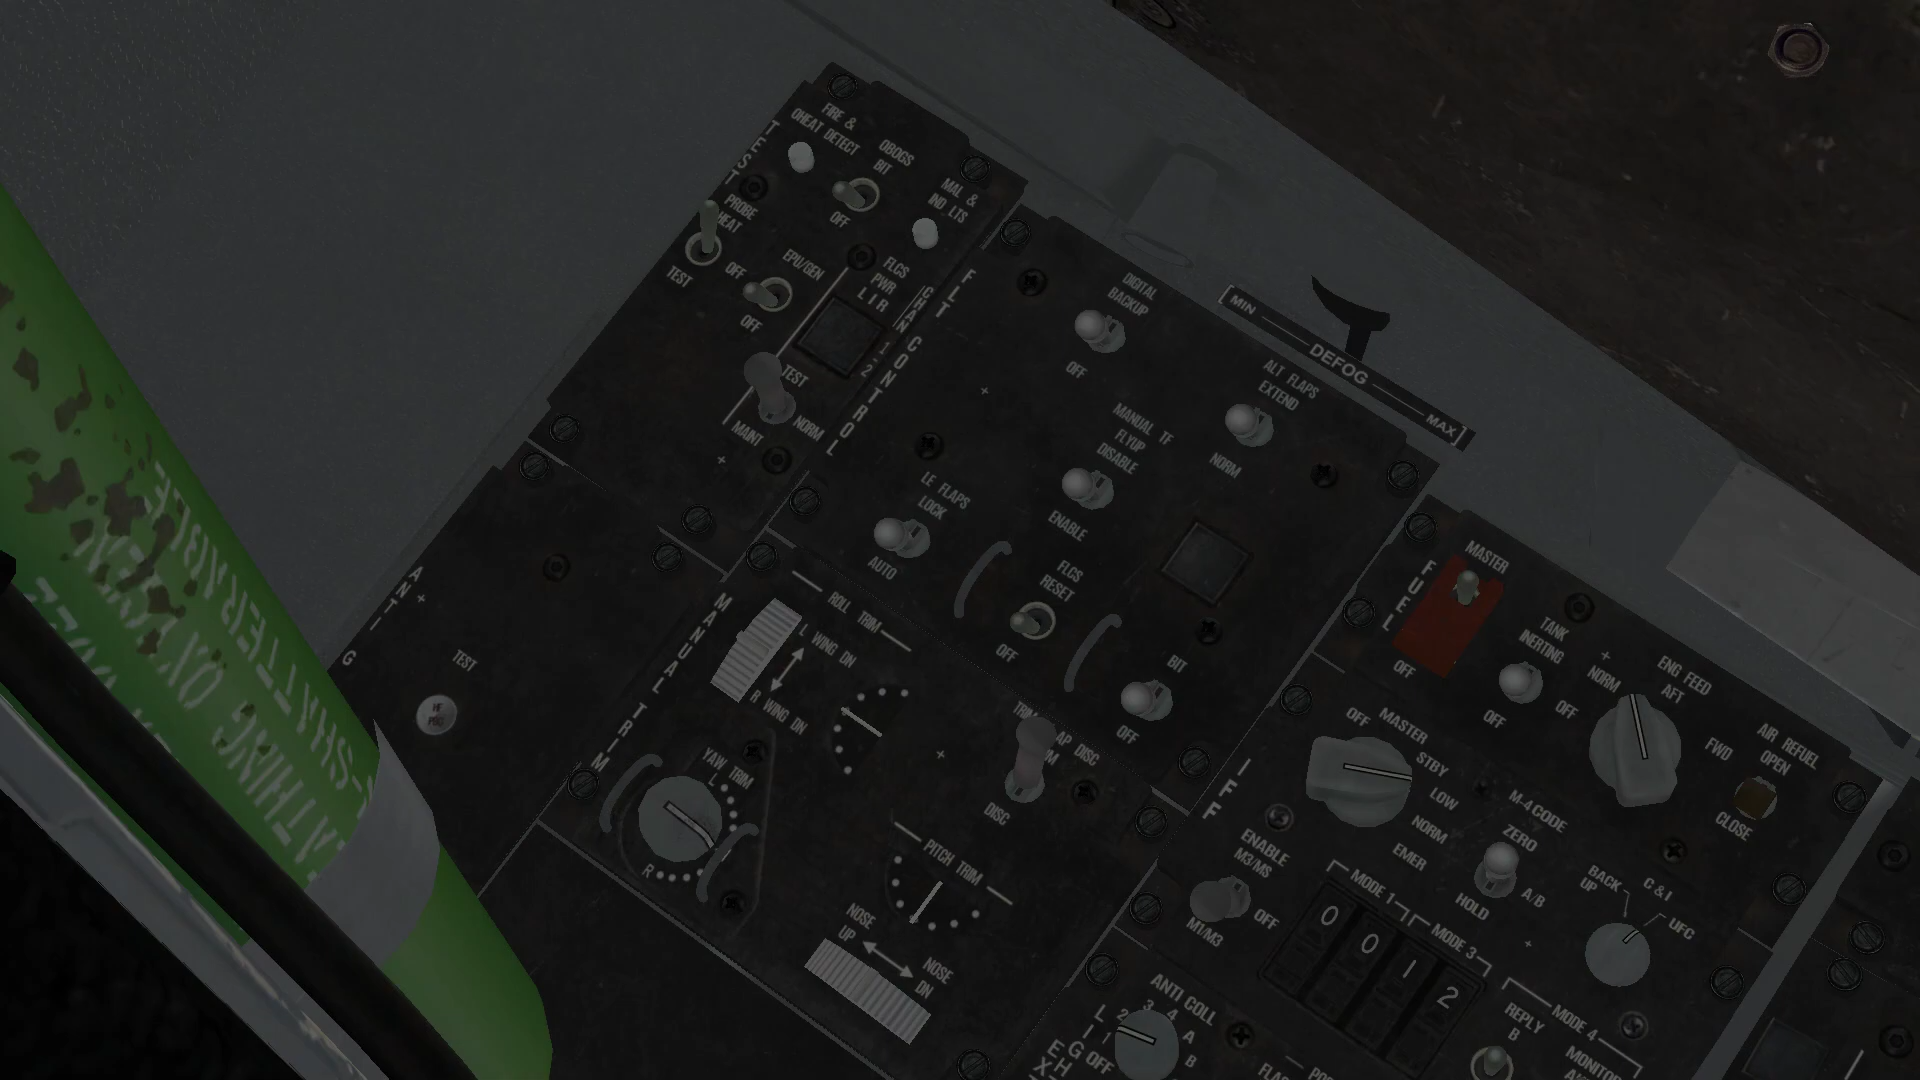 TEST
FIRE &
OHEAT DETECT
OBOGS
BIT
OFF
MAL &
IND LTS
PROBE
HEAT
OFF
TEST
EPU/GEN
OFF
FLCS
PWR
TEST
NORM
MAINT
FLT CONTROL
DIGITAL
BACKUP
OFF
ALT FLAPS
EXTEND
NORM
MANUAL TF
FLYUP
DISABLE
ENABLE
LE FLAPS
LOCK
AUTO
FLCS
RESET
OFF
BIT
OFF
MIN
DEFOG
MAX
ANTI G
TEST
MANUAL TRIM
ROLL TRIM
L WING DN
R WING DN
YAW TRIM
L
R
DISC
PITCH TRIM
NOSE
UP
NOSE
DN
FUEL
MASTER
OFF
TANK
INERTING
OFF
ENG FEED
NORM
AFT
OFF
FWD
AIR REFUEL
OPEN
CLOSE
IFF
MASTER
OFF
STBY
LOW
NORM
EMER
M-4 CODE
ZERO
A/B
HOLD
ENABLE
M3/MS
OFF
M1/M3
MODE 1
MODE 3
0 0 1 2
C & I
BACK
UP
UFC
REPLY
B
MODE 4
ANTI COLL
1 2 3 4 A B
OFF